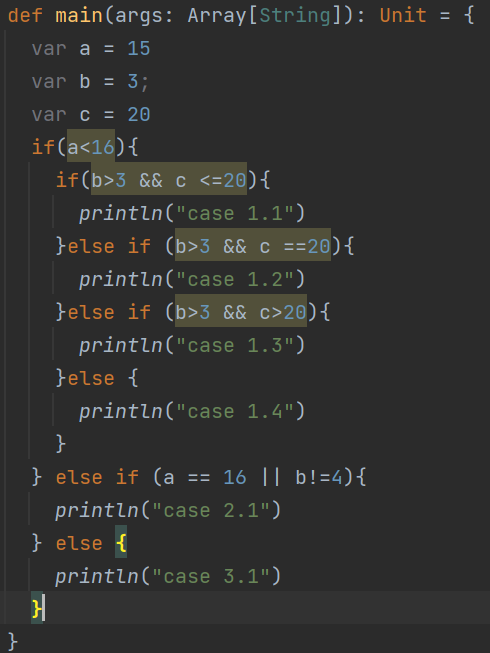 def main(args: Array[String]): Unit = {
  var a = 15
  var b = 3;
  var c = 20
  if(a<16){
    if(b>3 && c <=20){
      println("case 1.1")
    }else if (b>3 && c ==20){
      println("case 1.2")
    }else if (b>3 && c>20){
      println("case 1.3")
    }else {
      println("case 1.4")
    }
  } else if (a == 16 || b!=4){
    println("case 2.1")
  } else {
    println("case 3.1")
  }
}